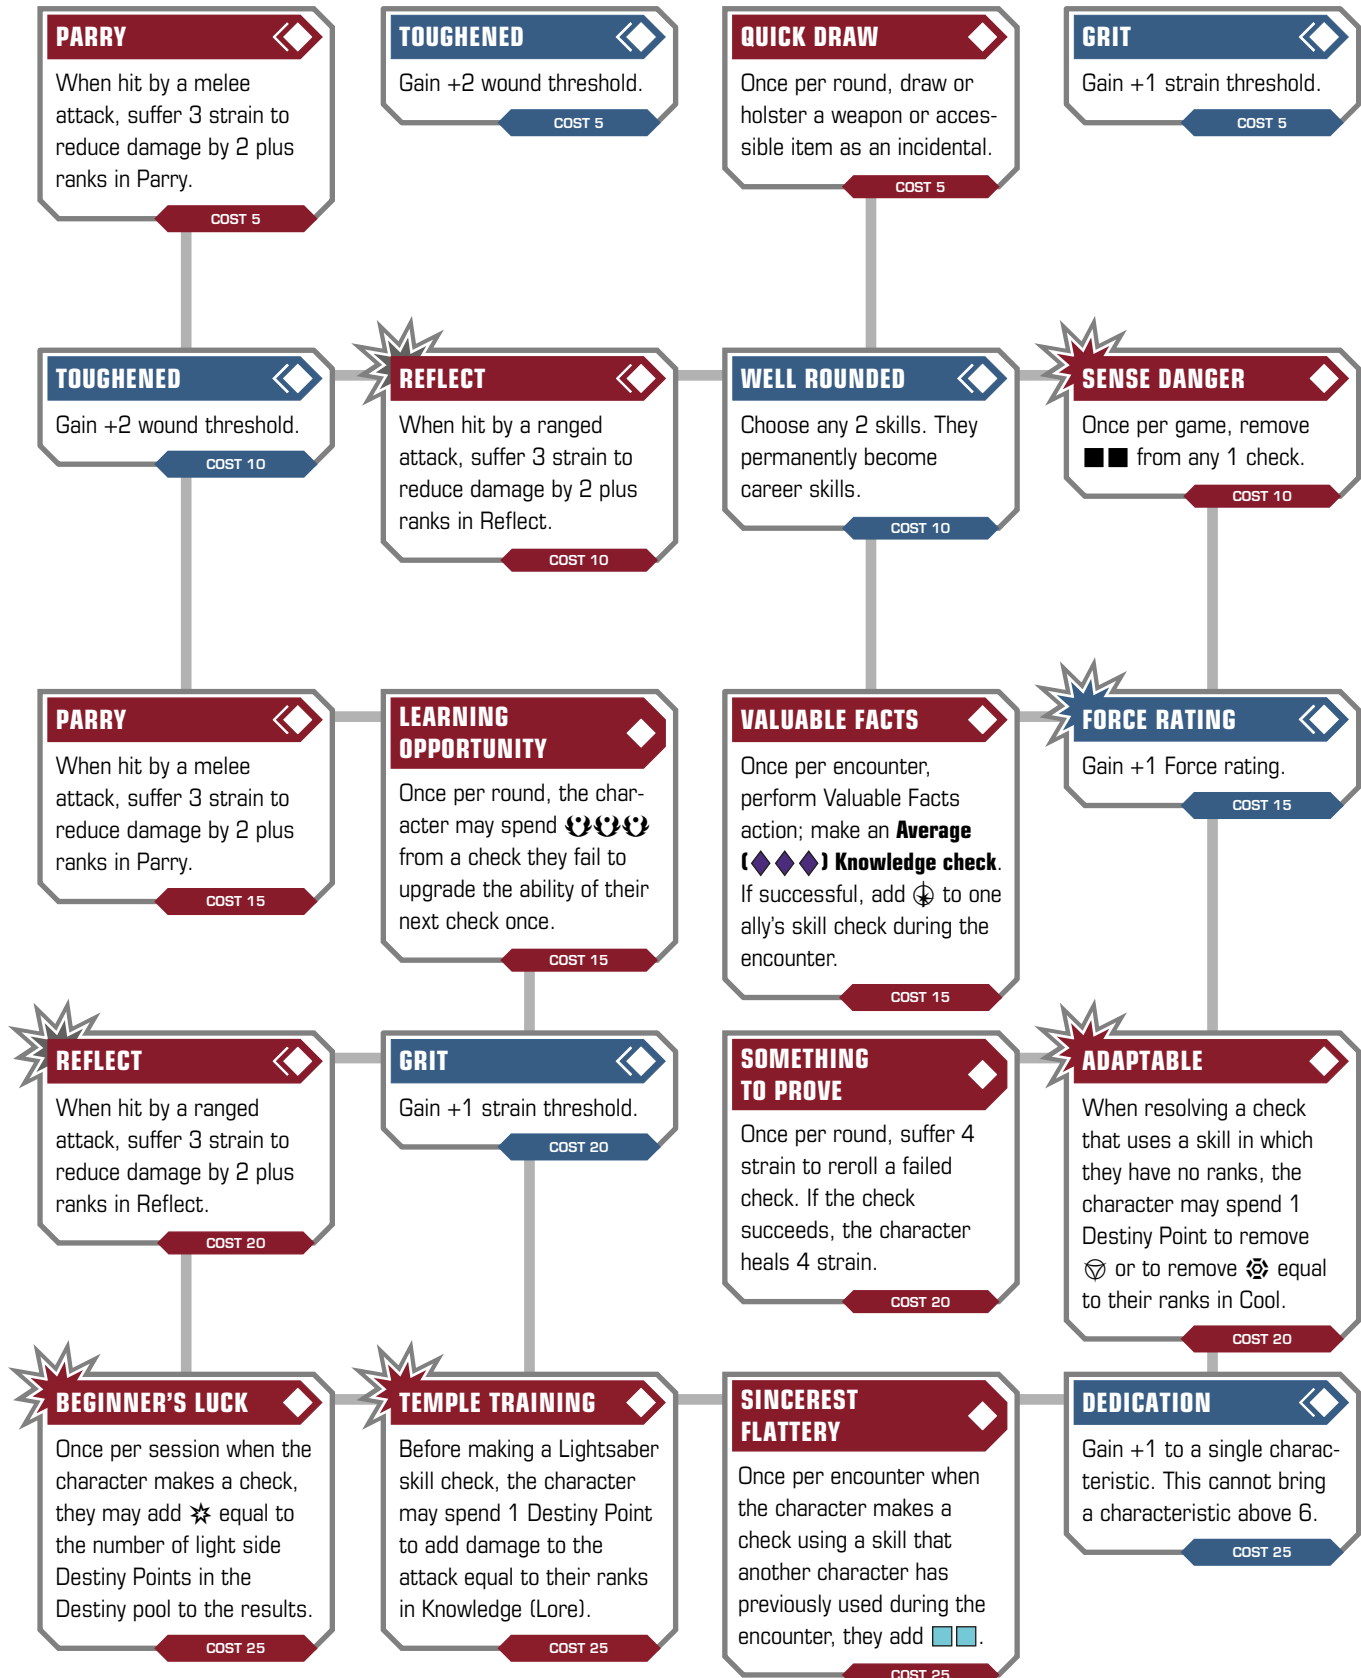 PARRY
When hit by a melee
attack, suffer 3 strain to
reduce damage by 2 plus
ranks in Parry.
COST 5
TOUGHENED
Gain +2 wound threshold.
COST 5
QUICK DRAW
Once per round, draw or
holster a weapon or acces-
sible item as an incidental.
COST 5
GRIT
Gain +1 strain threshold.
COST 5
TOUGHENED
Gain +2 wound threshold.
COST 10
REFLECT
When hit by a ranged
attack, suffer 3 strain to
reduce damage by 2 plus
ranks in Reflect.
COST 10
WELL ROUNDED
Choose any 2 skills. They
permanently become
career skills.
COST 10
SENSE DANGER
Once per game, remove
■■ from any 1 check.
COST 10
PARRY
When hit by a melee
attack, suffer 3 strain to
reduce damage by 2 plus
ranks in Parry.
COST 15
LEARNING
OPPORTUNITY
Once per round, the char-
acter may spend
from a check they fail to
upgrade the ability of their
next check once.
COST 15
VALUABLE FACTS
Once per encounter,
perform Valuable Facts
action; make an Average
(◆◆◆) Knowledge check.
If successful, add to one
ally's skill check during the
encounter.
COST 15
FORCE RATING
Gain +1 Force rating.
COST 15
REFLECT
When hit by a ranged
attack, suffer 3 strain to
reduce damage by 2 plus
ranks in Reflect.
COST 20
GRIT
Gain +1 strain threshold.
COST 20
SOMETHING
TO PROVE
Once per round, suffer 4
strain to reroll a failed
check. If the check
succeeds, the character
heals 4 strain.
COST 20
ADAPTABLE
When resolving a check
that uses a skill in which
they have no ranks, the
character may spend 1
Destiny Point to remove
or to remove equal
to their ranks in Cool.
COST 20
BEGINNER'S LUCK
Once per session when the
character makes a check,
they may add equal to
the number of light side
Destiny Points in the
Destiny pool to the results.
COST 25
TEMPLE TRAINING
Before making a Lightsaber
skill check, the character
may spend 1 Destiny Point
to add damage to the
attack equal to their ranks
in Knowledge (Lore).
COST 25
SINCEREST
FLATTERY
Once per encounter when
the character makes a
check using a skill that
another character has
previously used during the
encounter, they add ■■.
COST 25
DEDICATION
Gain +1 to a single charac-
teristic. This cannot bring
a characteristic above 6.
COST 25